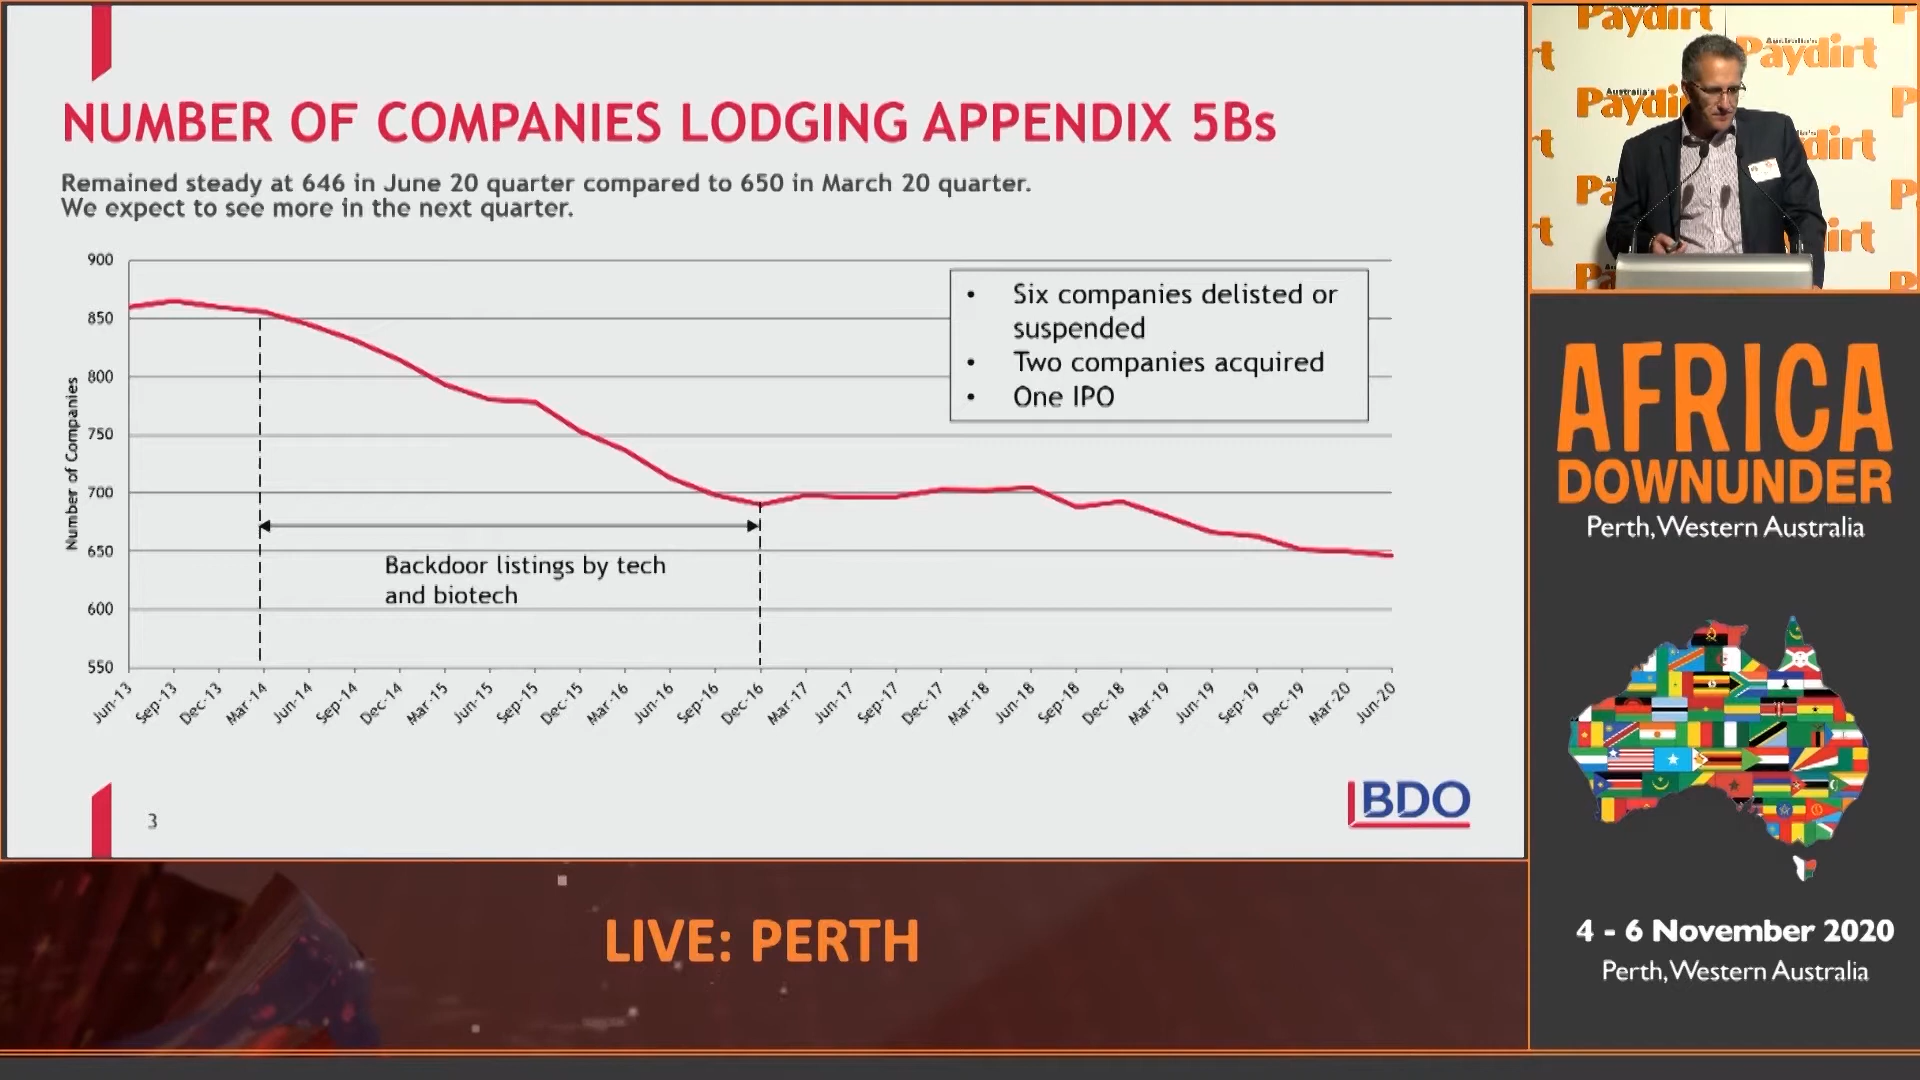 NUMBER OF COMPANIES LODGING APPENDIX 5Bs
Remained steady at 646 in June 20 quarter compared to 650 in March 20 quarter.
We expect to see more in the next quarter.
Number of Companies
900
850
800
750
700
650
600
550
• Six companies delisted or
suspended
• Two companies acquired
• One IPO
Backdoor listings by tech
and biotech
Jun-13
Sep-13
Dec-13
Mar-14
Jun-14
Sep-14
Dec-14
Mar-15
Jun-15
Sep-15
Dec-15
Mar-16
Jun-16
Sep-16
Dec-16
Mar-17
Jun-17
Sep-17
Dec-17
Mar-18
Jun-18
Sep-18
Dec-18
Mar-19
Jun-19
Sep-19
Dec-19
Mar-20
Jun-20
3
BDO
LIVE: PERTH
Paydirt
Australia's
Paydirt
Australia's
AFRICA
DOWNUNDER
Perth, Western Australia
4 - 6 November 2020
Perth, Western Australia